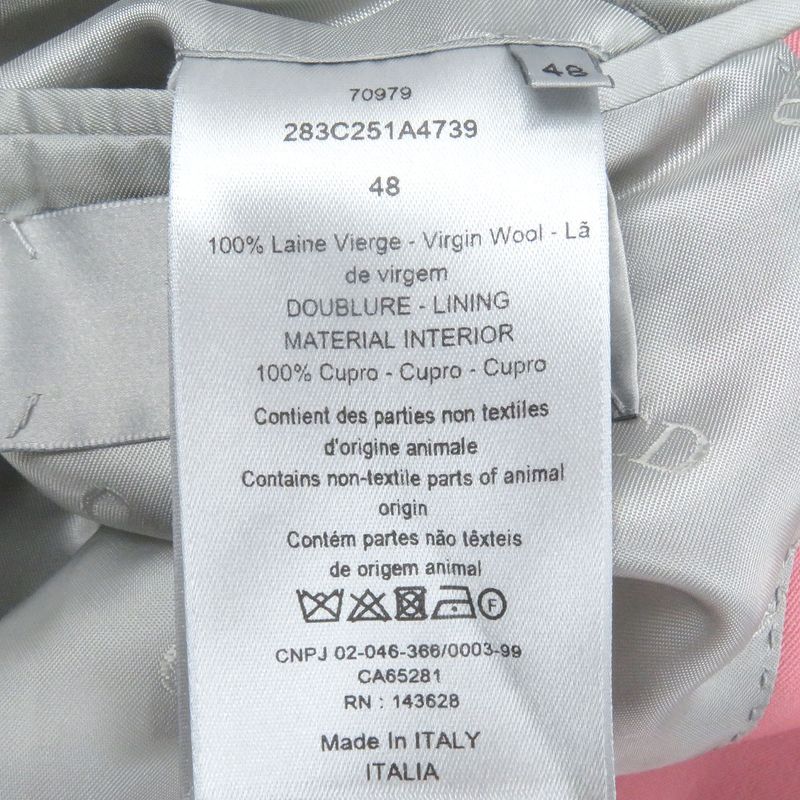 48
70979
283C251A4739
48
100% Laine Vierge - Virgin Wool - Lã
de virgem
DOUBLURE - LINING
MATERIAL INTERIOR
100% Cupro - Cupro - Cupro
Contient des parties non textiles
d'origine animale
Contains non-textile parts of animal
origin
Contém partes não têxteis
de origem animal
F
CNPJ 02-046-366/0003-99
CA65281
RN : 143628
Made In ITALY
ITALIA